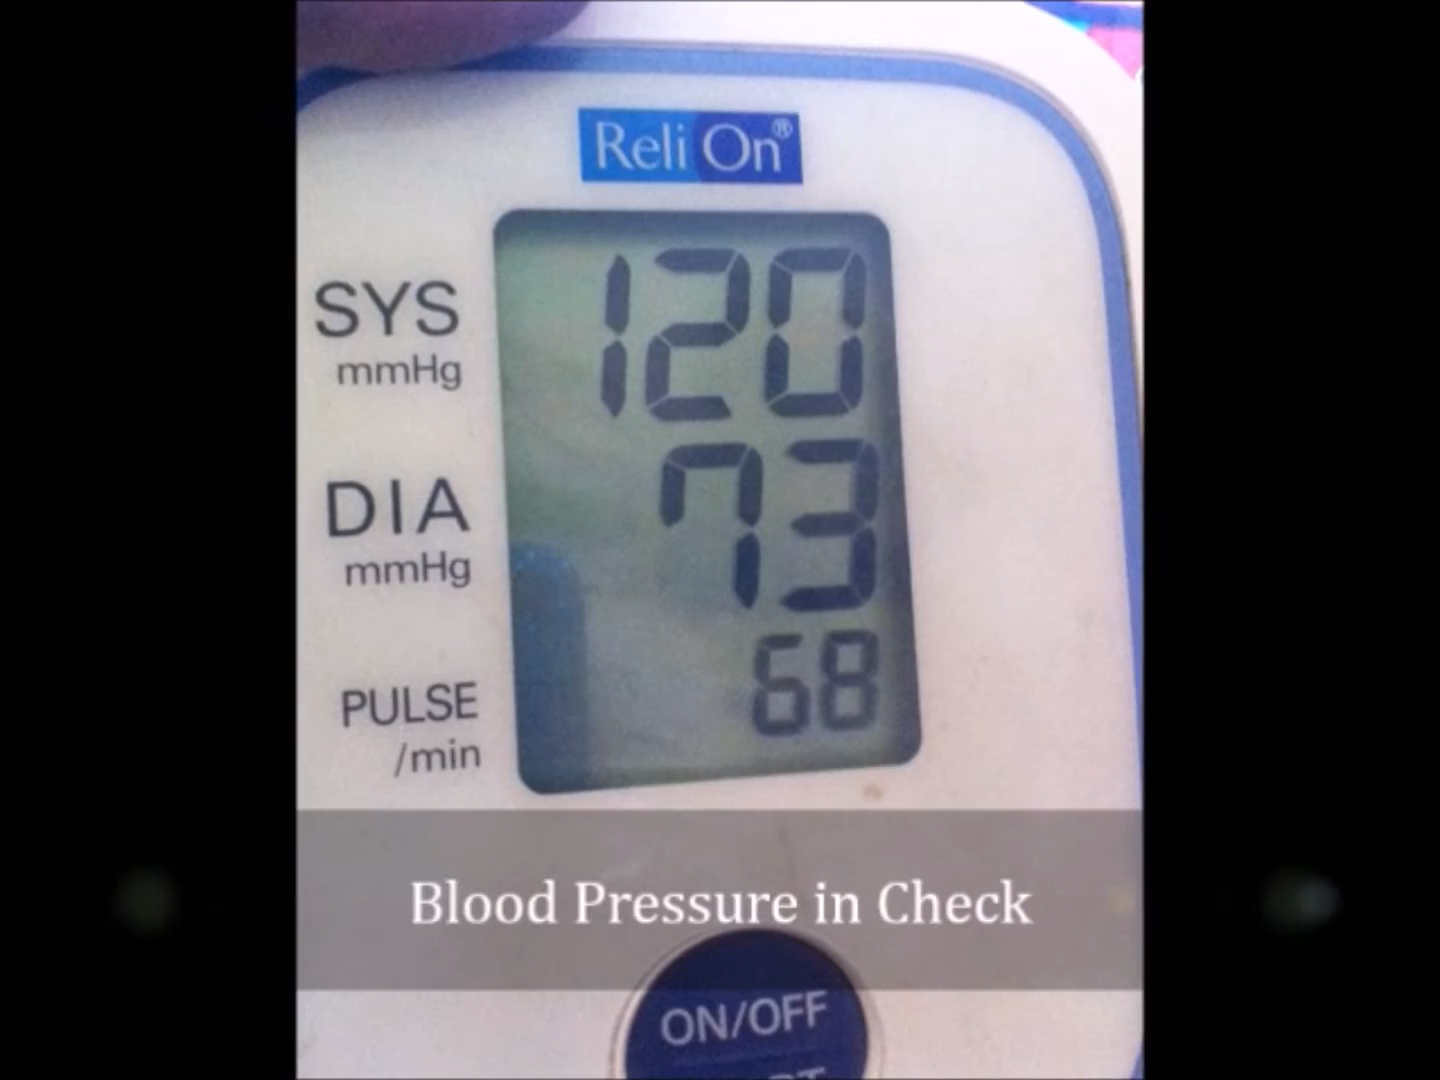 Reli On®
SYS
mmHg
120
DIA
mmHg
73
PULSE
/min
68
Blood Pressure in Check
ON/OFF